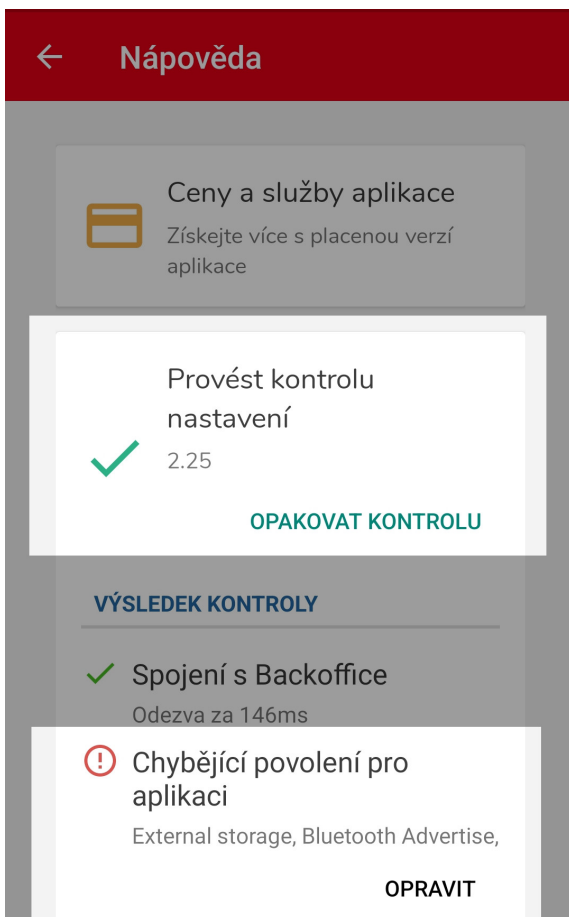 Nápověda
Ceny a služby aplikace
Získejte více s placenou verzí
aplikace
Provést kontrolu
nastavení
2.25
OPAKOVAT KONTROLU
VÝSLEDEK KONTROLY
Spojení s Backoffice
Odezva za 146ms
Chybějící povolení pro
aplikaci
External storage, Bluetooth Advertise,
OPRAVIT